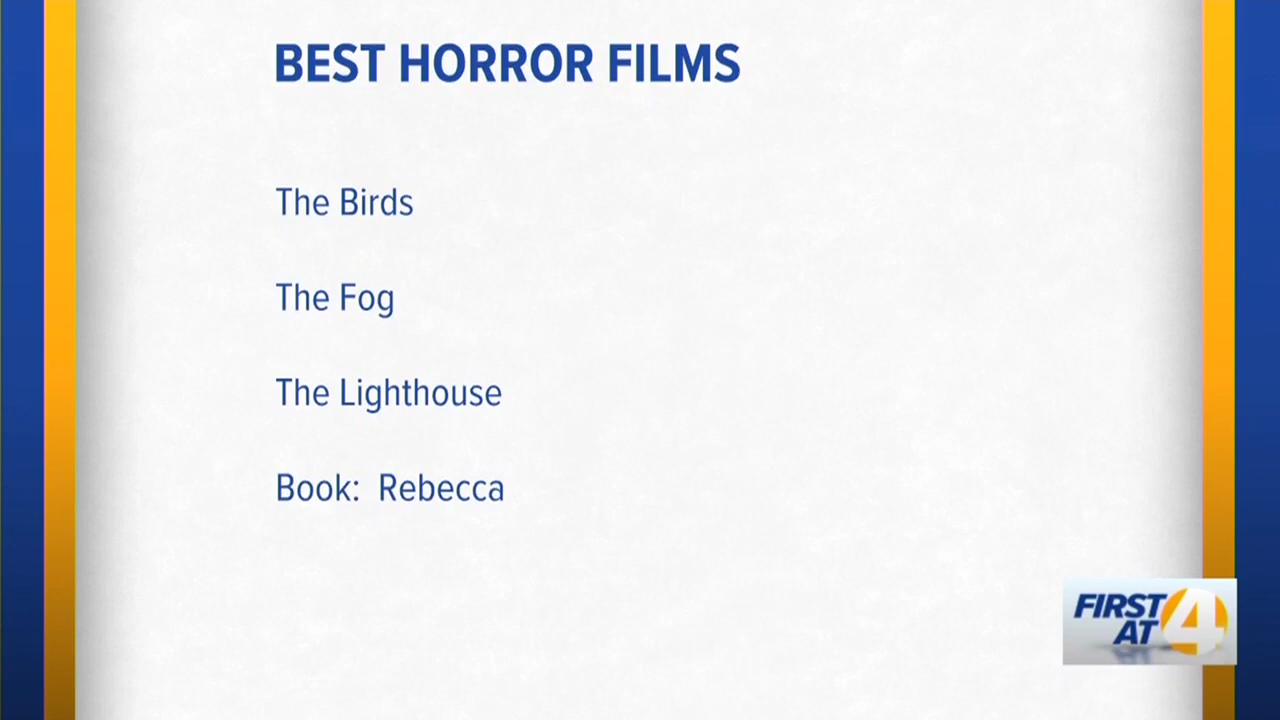 BEST HORROR FILMS
The Birds
The Fog
The Lighthouse
Book: Rebecca
FIRST
AT 4